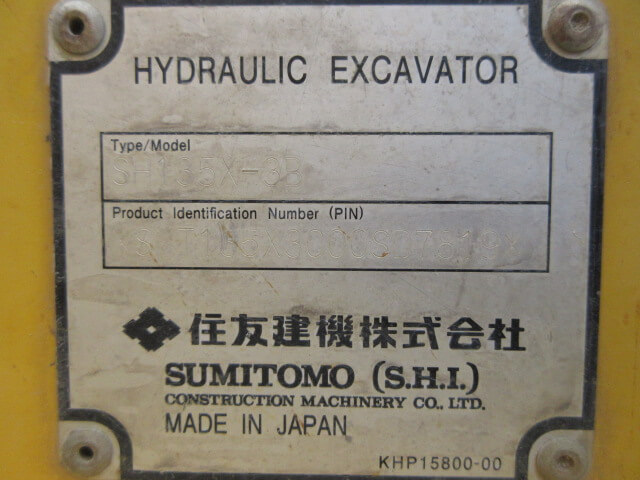 HYDRAULIC EXCAVATOR
Type/Model
Product Identification Number (PIN)
住友建機株式会社
SUMITOMO (S.H.I.)
CONSTRUCTION MACHINERY CO., LTD.
MADE IN JAPAN
KHP15800-00